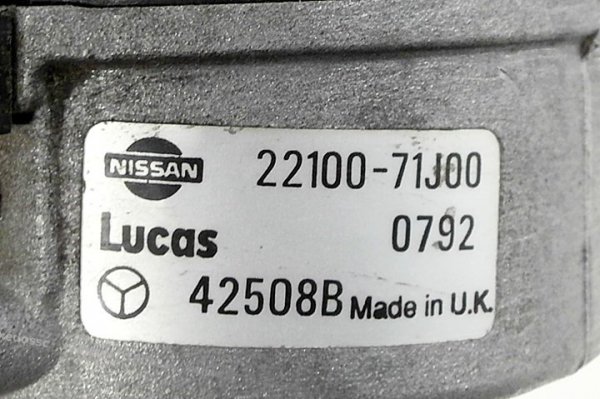 NISSAN 22100-71J00
Lucas 0792
42508B Made in U.K.